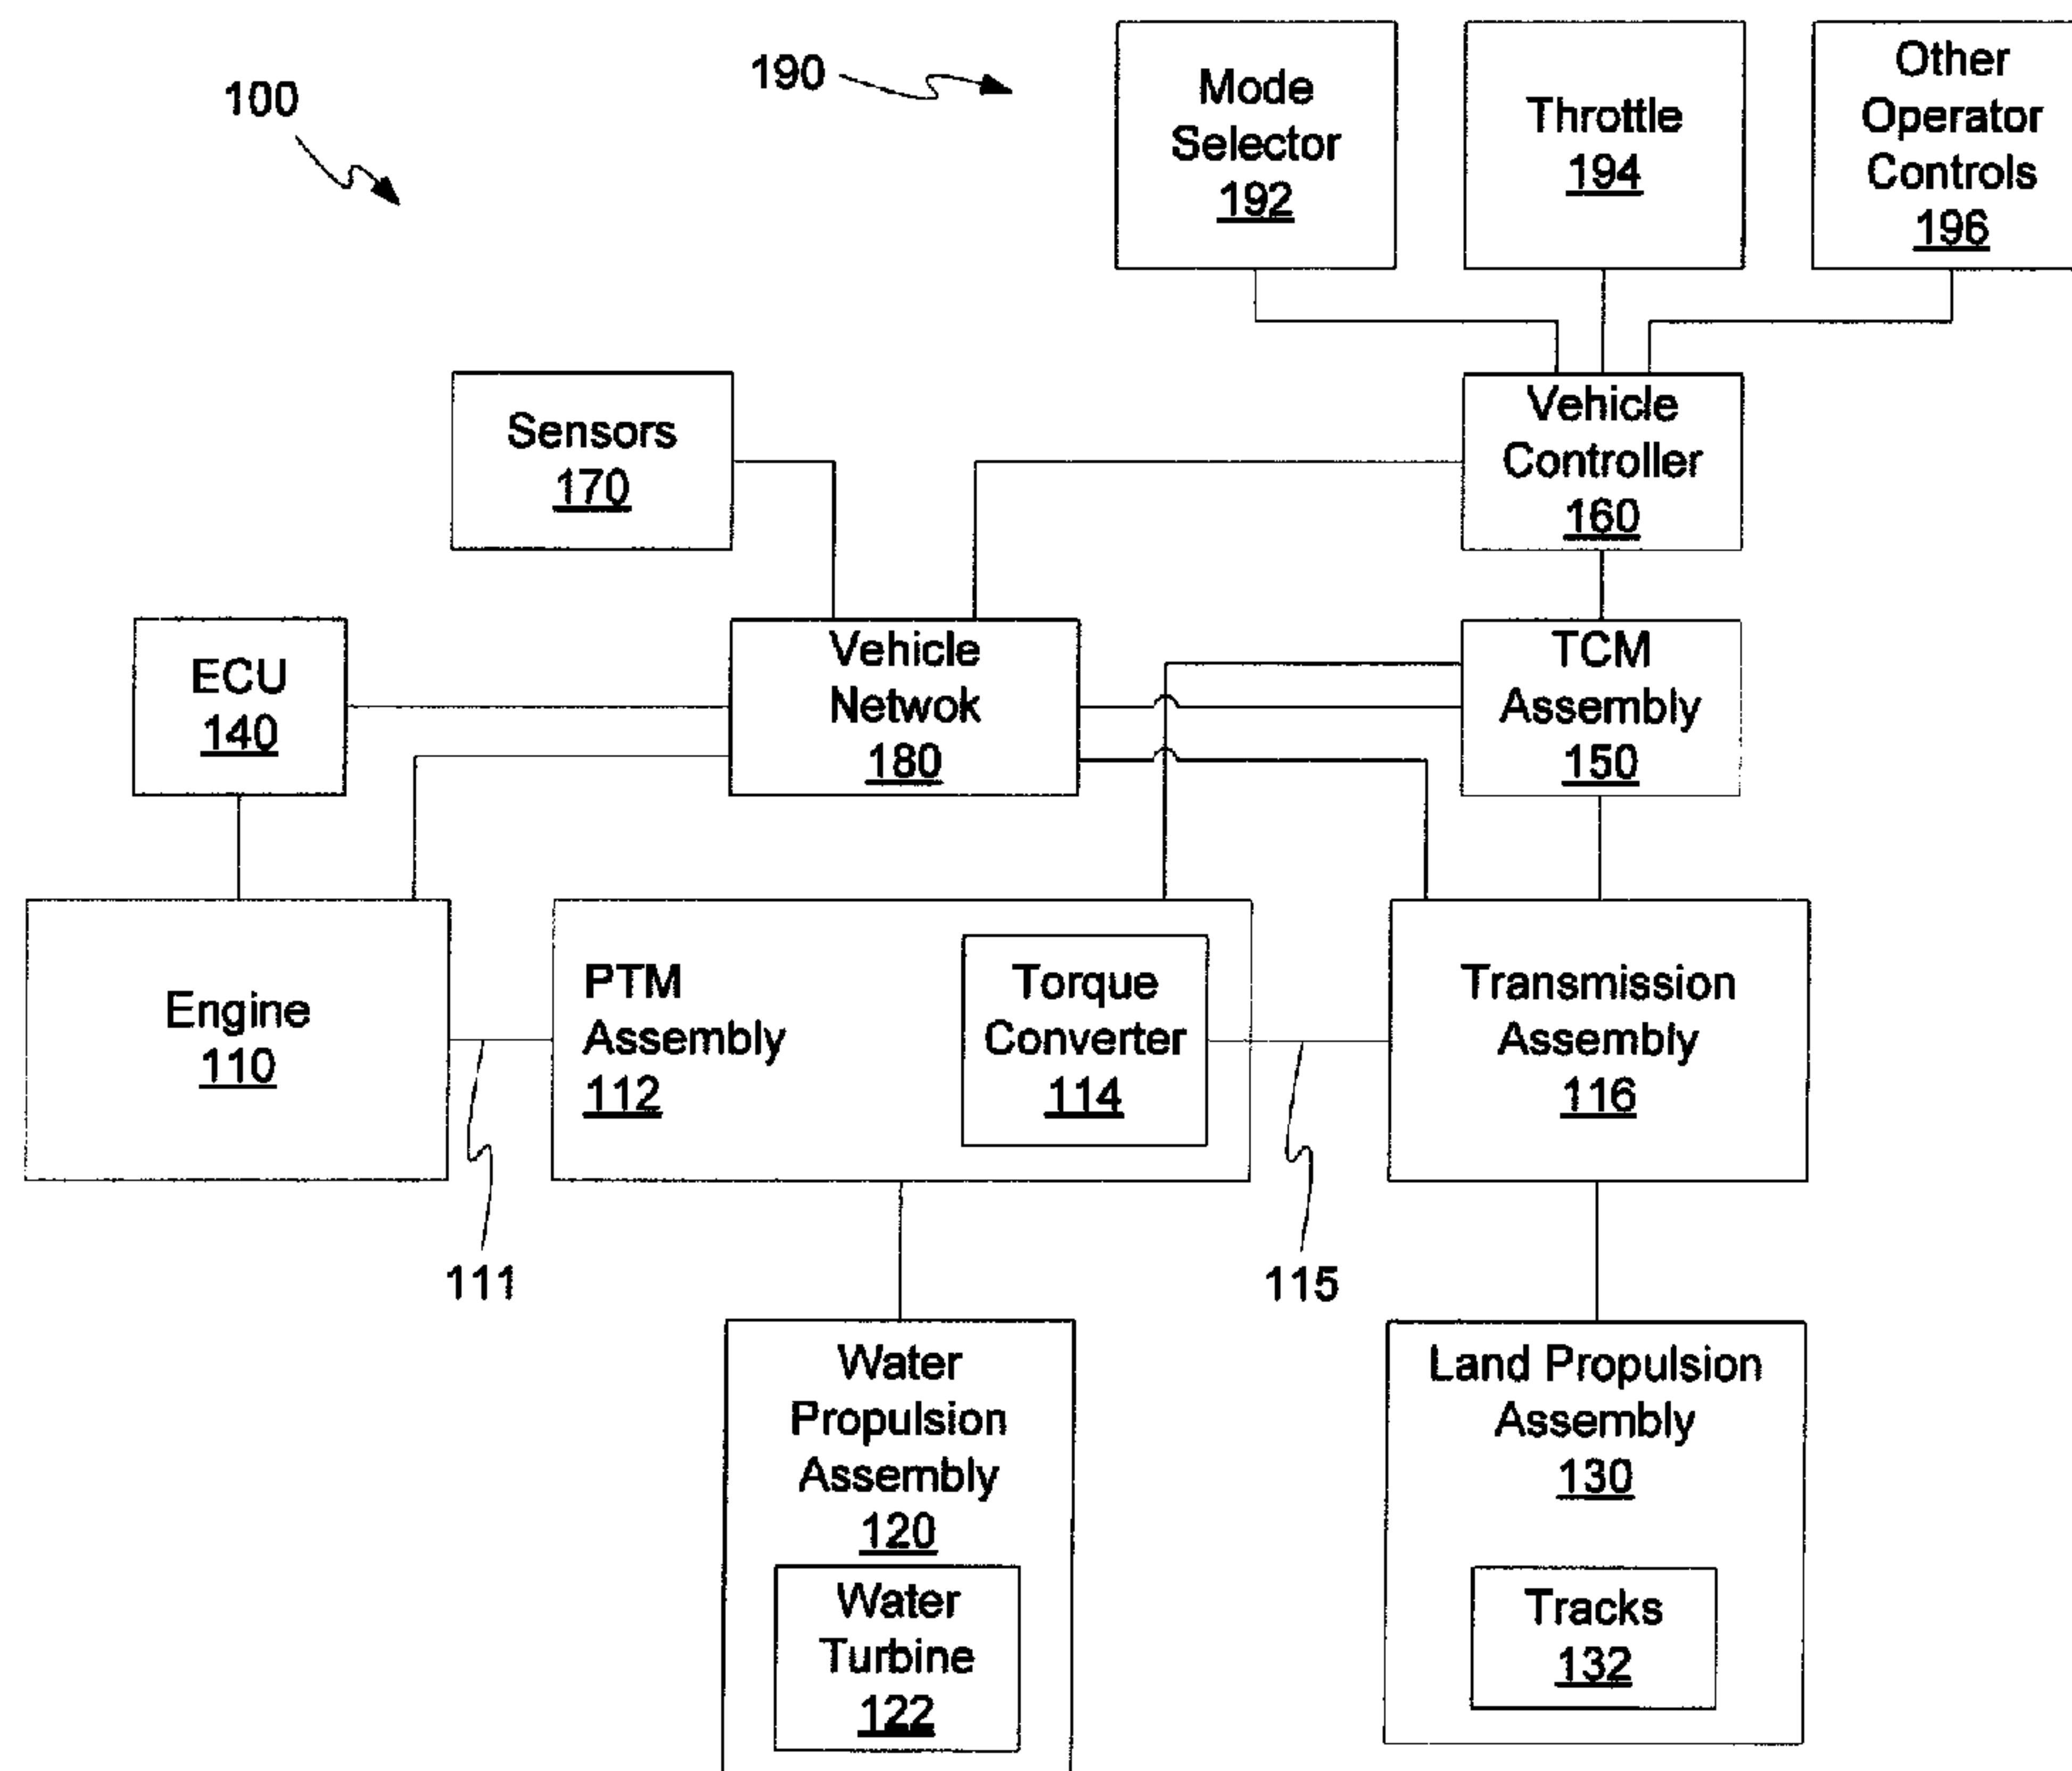 100
190
Mode
Selector
192
Throttle
194
Other
Operator
Controls
196
Sensors
170
Vehicle
Controller
160
ECU
140
Vehicle
Netwok
180
TCM
Assembly
150
Engine
110
PTM
Assembly
112
Torque
Converter
114
Transmission
Assembly
116
111
115
Water
Propulsion
Assembly
120
Water
Turbine
122
Land Propulsion
Assembly
130
Tracks
132